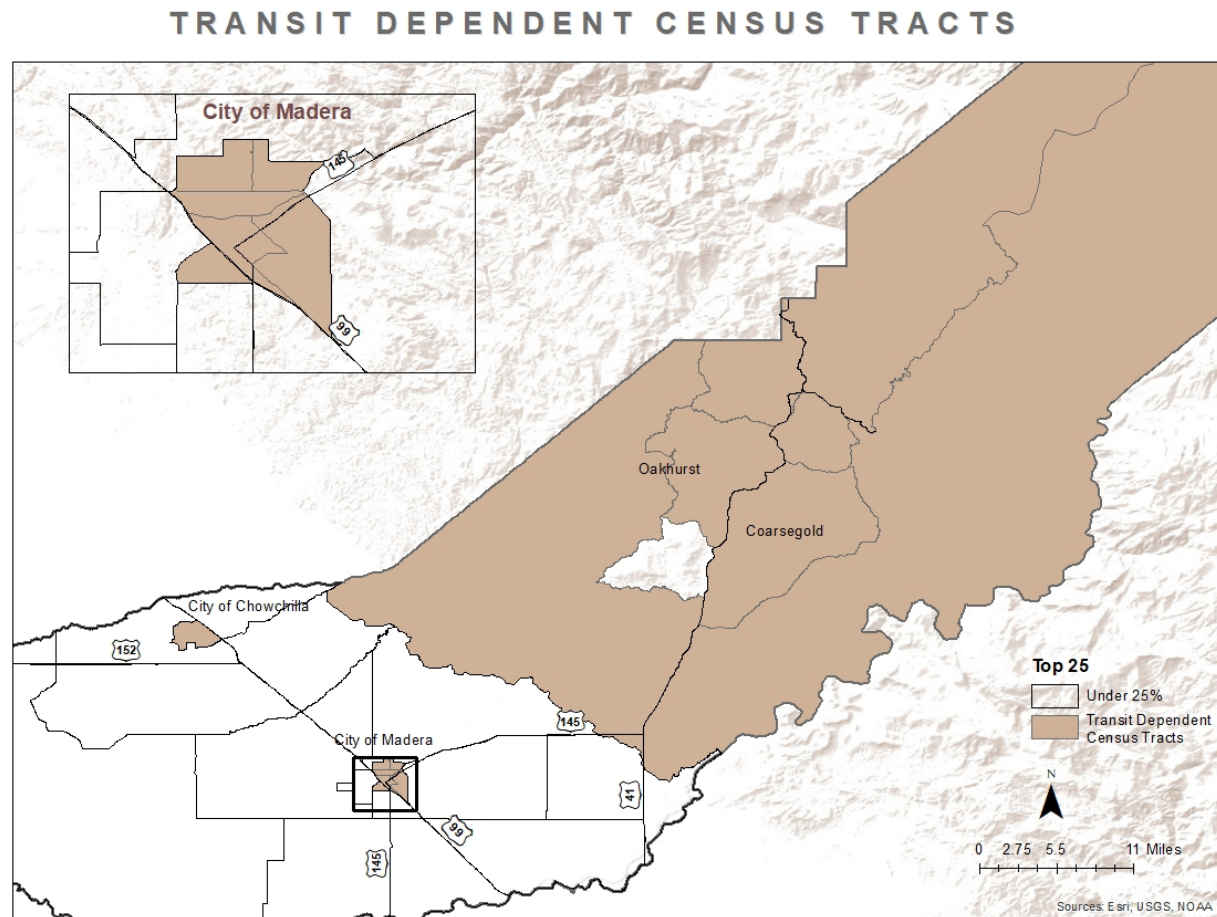 TRANSIT DEPENDENT CENSUS TRACTS
City of Madera
145
99
Oakhurst
Coarsegold
City of Chowchilla
152
145
City of Madera
41
99
145
Top 25
Under 25%
Transit Dependent
Census Tracts
N
0 2.75 5.5 11 Miles
Sources: Esri, USGS, NOAA